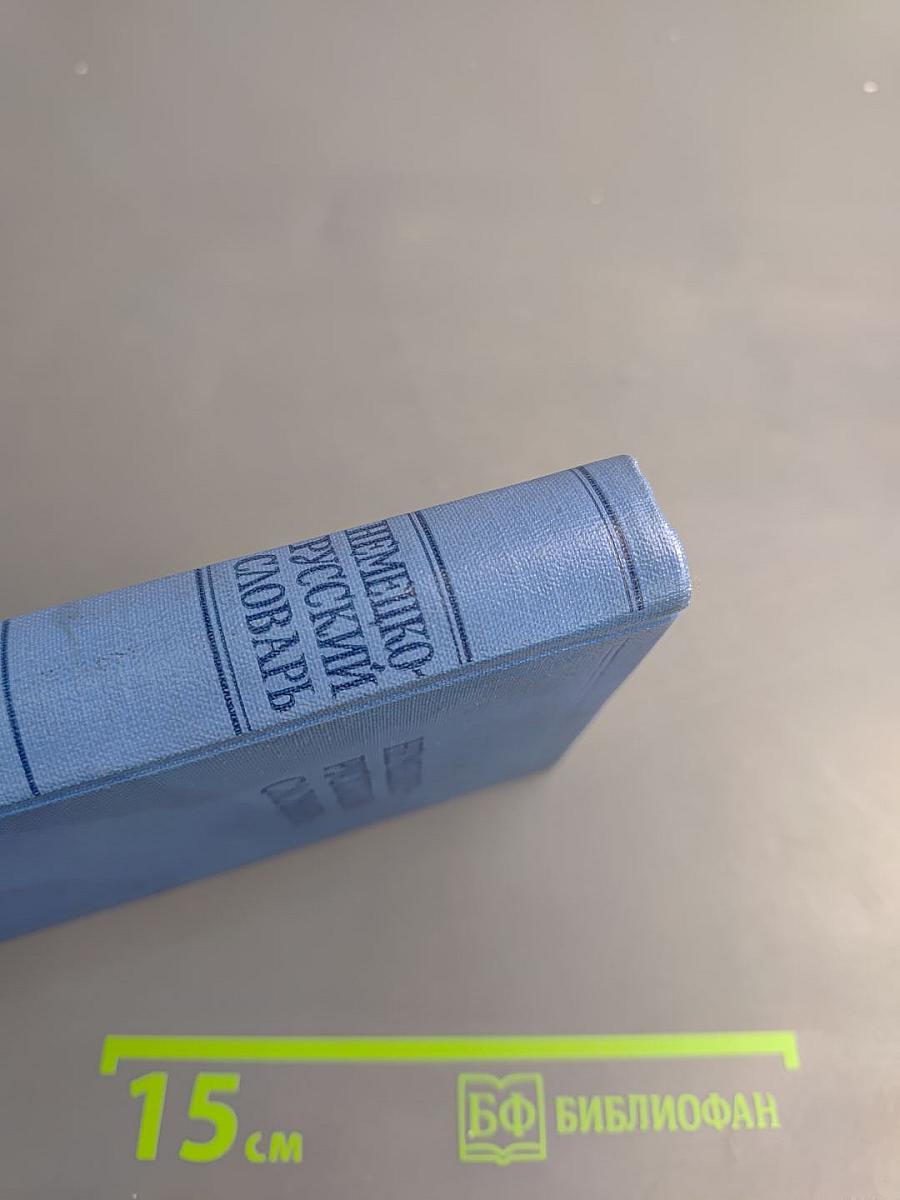 НЕМЕЦКО-
РУССКИЙ
СЛОВАРЬ
15 см
БФ БИБЛИОФАН